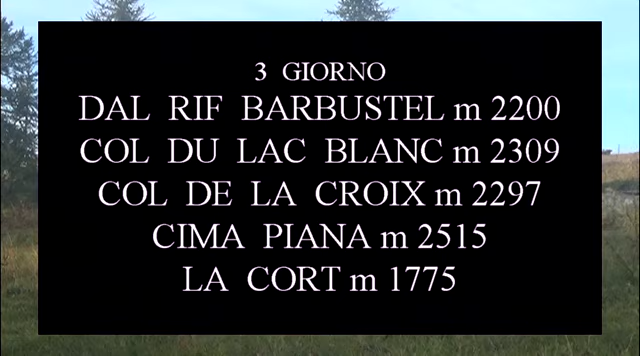 3 GIORNO
DAL RIF BARBUSTEL m 2200
COL DU LAC BLANC m 2309
COL DE LA CROIX m 2297
CIMA PIANA m 2515
LA CORT m 1775